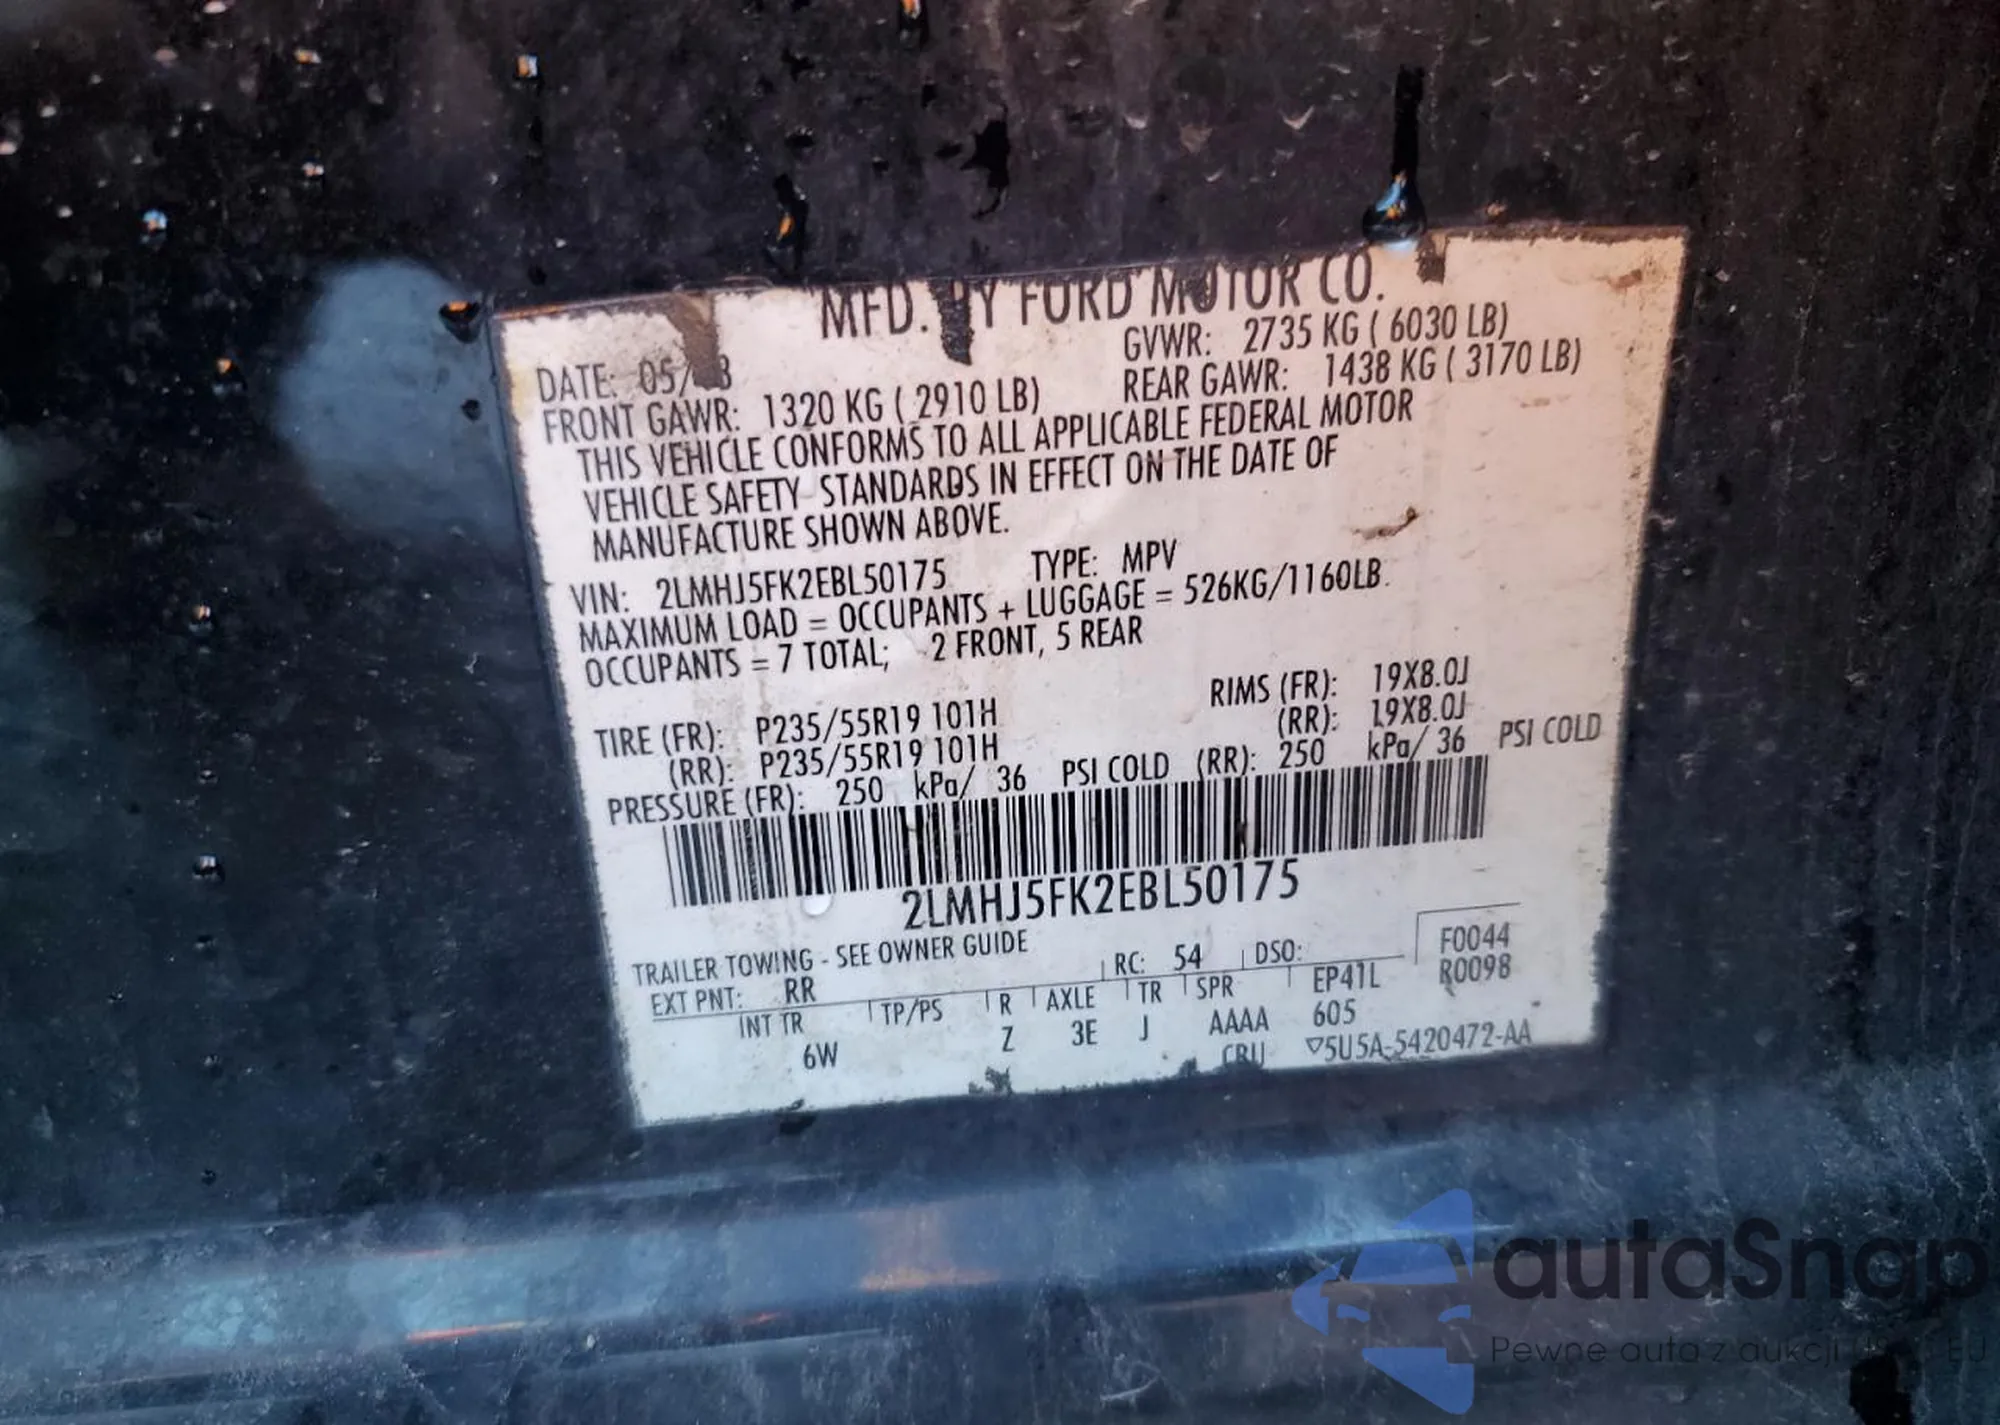 MFD. BY FORD MOTOR CO.
DATE: 05/ 3 GVWR: 2735 KG ( 6030 LB)
FRONT GAWR: 1320 KG ( 2910 LB) REAR GAWR: 1438 KG ( 3170 LB)
THIS VEHICLE CONFORMS TO ALL APPLICABLE FEDERAL MOTOR
VEHICLE SAFETY STANDARDS IN EFFECT ON THE DATE OF
MANUFACTURE SHOWN ABOVE.
VIN: 2LMHJ5FK2EBL50175 TYPE: MPV
MAXIMUM LOAD = OCCUPANTS + LUGGAGE = 526KG/1160LB.
OCCUPANTS = 7 TOTAL; 2 FRONT, 5 REAR
TIRE (FR): P235/55R19 101H RIMS (FR): 19X8.0J
(RR): P235/55R19 101H (RR): 19X8.0J
PRESSURE (FR): 250 kPa/ 36 PSI COLD (RR): 250 kPa/ 36 PSI COLD
2LMHJ5FK2EBL50175
TRAILER TOWING - SEE OWNER GUIDE
EXT PNT: RR RC: 54 DSO: F0044
R0098
INT TR TP/PS R AXLE TR SPR EP41L
6W Z 3E J AAAA 605
CRU ▽5U5A-5420472-AA
autaSnap
Pewne auta z aukcji EU